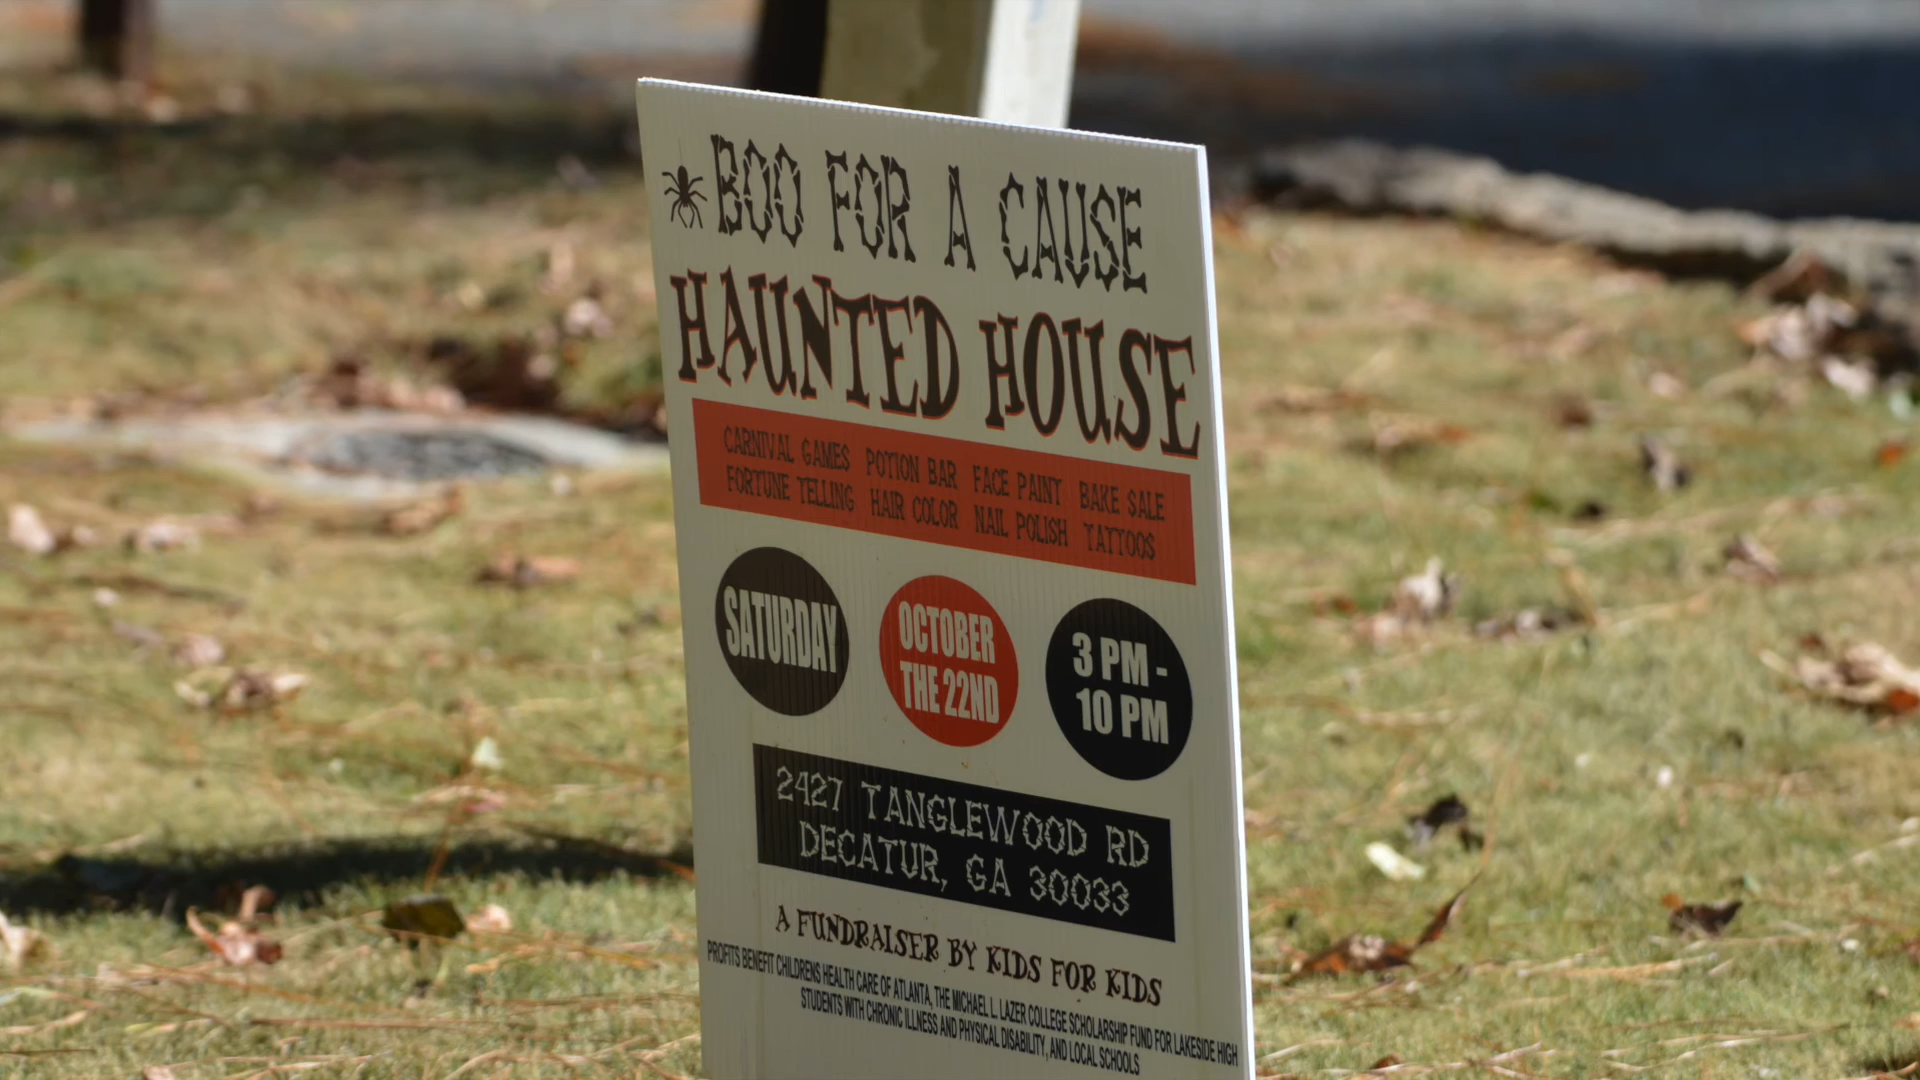 BOO FOR A CAUSE
HAUNTED HOUSE
CARNIVAL GAMES POTION BAR FACE PAINT BAKE SALE
FORTUNE TELLING HAIR COLOR NAIL POLISH TATTOOS
SATURDAY
OCTOBER
THE 22ND
3 PM -
10 PM
2427 TANGLEWOOD RD
DECATUR, GA 30033
A FUNDRAISER BY KIDS FOR KIDS
PROFITS BENEFIT CHILDRENS HEALTH CARE OF ATLANTA, THE MICHAEL L. LAZER COLLEGE SCHOLARSHIP FUND FOR LAKESIDE HIGH
STUDENTS WITH CHRONIC ILLNESS AND PHYSICAL DISABILITY, AND LOCAL SCHOOLS